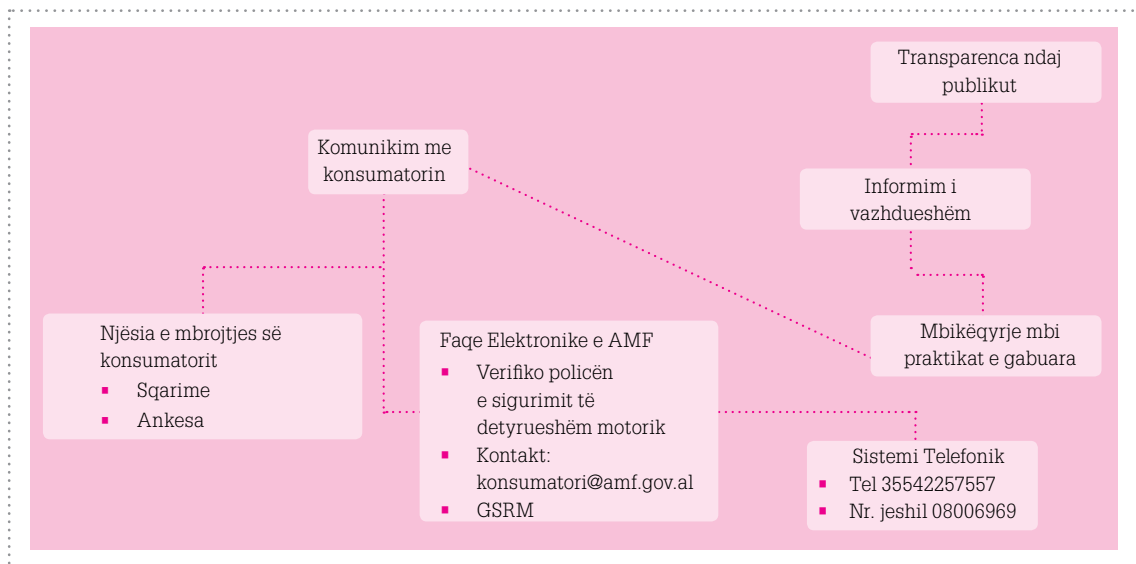 Transparenca ndaj
publikut
Komunikim me
konsumatorin
Informim i
vazhdueshëm
Njësia e mbrojtjes së
konsumatorit
▪ Sqarime
▪ Ankesa
Faqe Elektronike e AMF
▪ Verifiko policën
e sigurimit të
detyrueshëm motorik
▪ Kontakt:
konsumatori@amf.gov.al
▪ GSRM
Mbikëqyrje mbi
praktikat e gabuara
Sistemi Telefonik
▪ Tel 35542257557
▪ Nr. jeshil 08006969